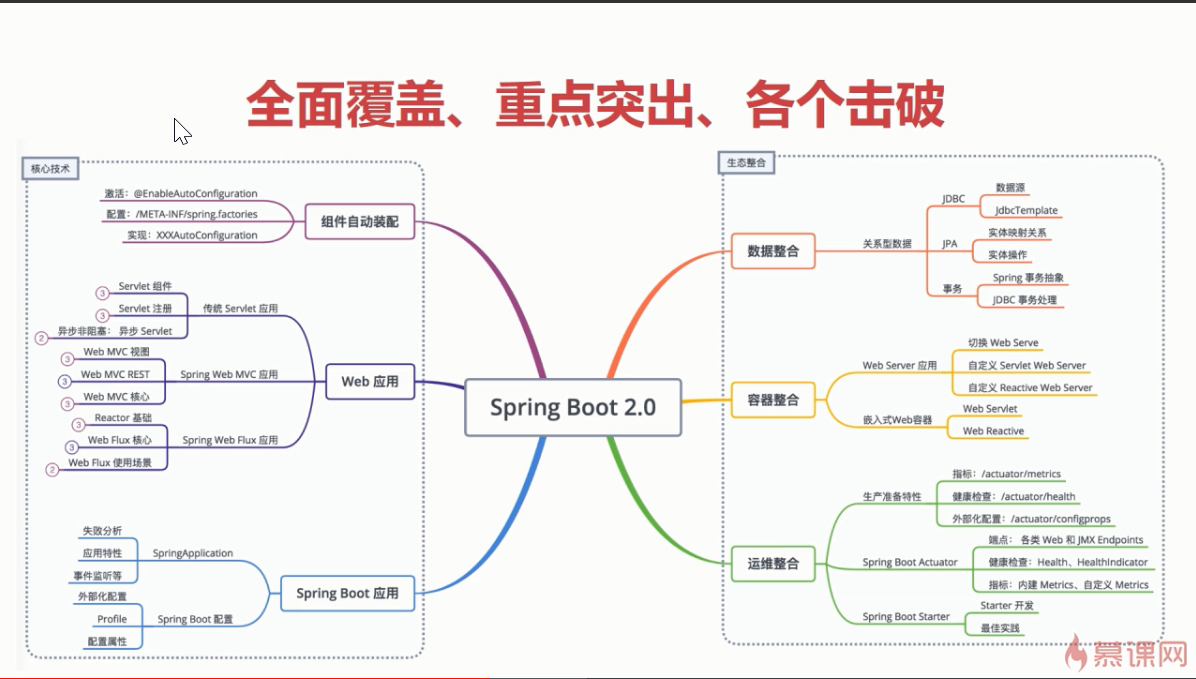 全面覆盖、重点突出、各个击破
核心技术
激活：@EnableAutoConfiguration
配置：/META-INF/spring.factories
实现：XXXAutoConfiguration
组件自动装配
3
Servlet 组件
3
Servlet 注册
2
异步非阻塞： 异步 Servlet
传统 Servlet 应用
3
Web MVC 视图
3
Web MVC REST
3
Web MVC 核心
Spring Web MVC 应用
3
Reactor 基础
3
Web Flux 核心
2
Web Flux 使用场景
Spring Web Flux 应用
Web 应用
失败分析
应用特性
事件监听等
SpringApplication
外部化配置
Profile
配置属性
Spring Boot 配置
Spring Boot 应用
Spring Boot 2.0
生态整合
数据整合
关系型数据
JDBC
数据源
JdbcTemplate
JPA
实体映射关系
实体操作
事务
Spring 事务抽象
JDBC 事务处理
容器整合
Web Server 应用
切换 Web Serve
自定义 Servlet Web Server
自定义 Reactive Web Server
嵌入式Web容器
Web Servlet
Web Reactive
运维整合
生产准备特性
指标：/actuator/metrics
健康检查：/actuator/health
外部化配置：/actuator/configprops
Spring Boot Actuator
端点： 各类 Web 和 JMX Endpoints
健康检查：Health、HealthIndicator
指标：内建 Metrics、自定义 Metrics
Spring Boot Starter
Starter 开发
最佳实践
慕课网